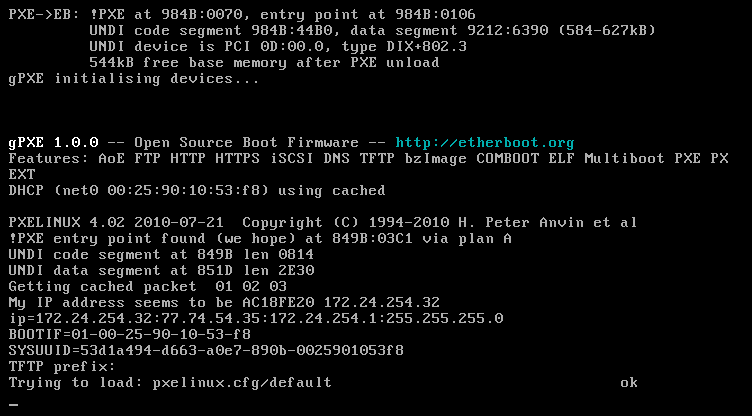 PXE->EB: !PXE at 984B:0070, entry point at 984B:0106
UNDI code segment 984B:44B0, data segment 9212:6390 (584-627kB)
UNDI device is PCI 0D:00.0, type DIX+802.3
544kB free base memory after PXE unload
gPXE initialising devices...
gPXE 1.0.0 -- Open Source Boot Firmware -- http://etherboot.org
Features: AoE FTP HTTP HTTPS iSCSI DNS TFTP bzImage COMBOOT ELF Multiboot PXE PX
EXT
DHCP (net0 00:25:90:10:53:f8) using cached
PXELINUX 4.02 2010-07-21  Copyright (C) 1994-2010 H. Peter Anvin et al
!PXE entry point found (we hope) at 849B:03C1 via plan A
UNDI code segment at 849B len 0814
UNDI data segment at 851D len 2E30
Getting cached packet  01 02 03
My IP address seems to be AC18FE20 172.24.254.32
ip=172.24.254.32:77.74.54.35:172.24.254.1:255.255.255.0
BOOTIF=01-00-25-90-10-53-f8
SYSUUID=53d1a494-d663-a0e7-890b-0025901053f8
TFTP prefix:
Trying to load: pxelinux.cfg/default ok
_